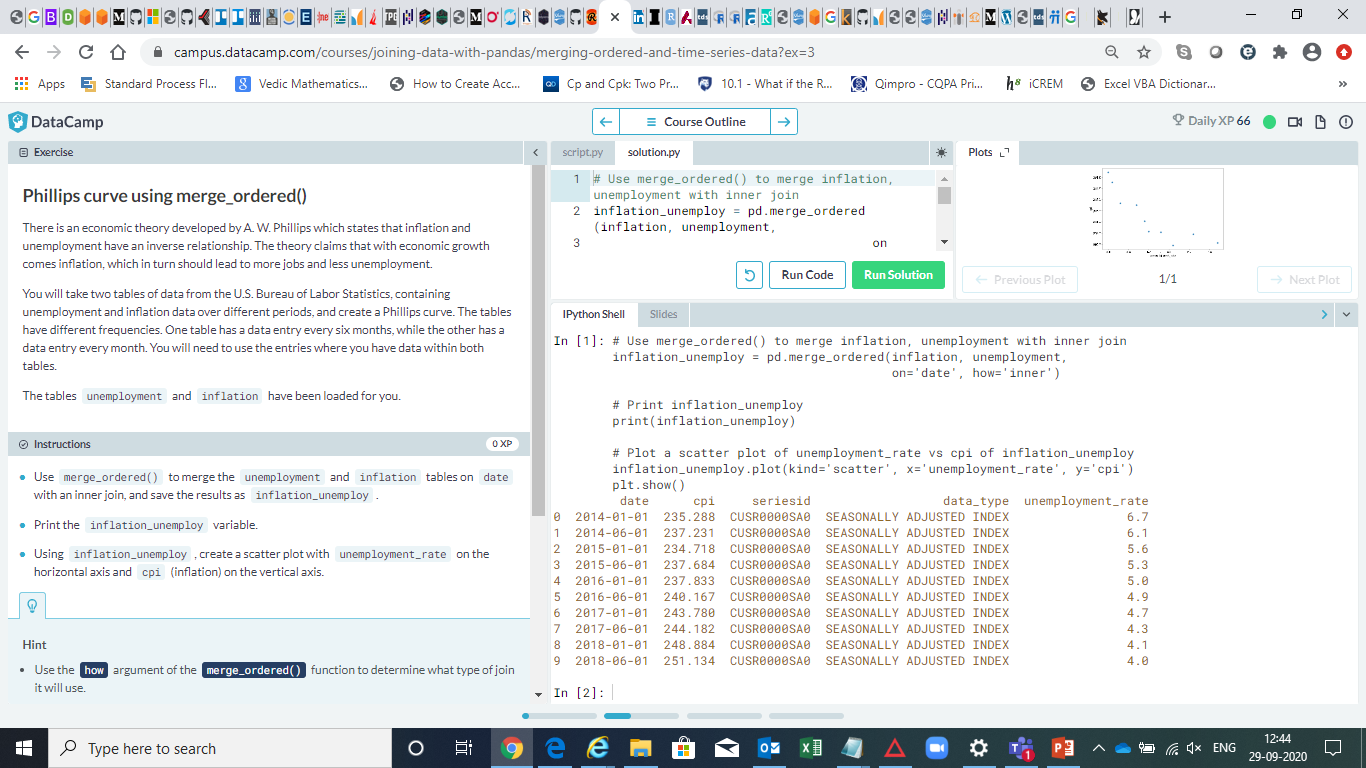 campus.datacamp.com/courses/joining-data-with-pandas/merging-ordered-and-time-series-data?ex=3
Apps
Standard Process Fl...
Vedic Mathematics...
How to Create Acc...
Cp and Cpk: Two Pr...
10.1 - What if the R...
Qimpro - CQPA Pri...
iCREM
Excel VBA Dictionar...
»
DataCamp
Course Outline
Daily XP 66
Exercise
Phillips curve using merge_ordered()
There is an economic theory developed by A. W. Phillips which states that inflation and
unemployment have an inverse relationship. The theory claims that with economic growth
comes inflation, which in turn should lead to more jobs and less unemployment.
You will take two tables of data from the U.S. Bureau of Labor Statistics, containing
unemployment and inflation data over different periods, and create a Phillips curve. The tables
have different frequencies. One table has a data entry every six months, while the other has a
data entry every month. You will need to use the entries where you have data within both
tables.
The tables unemployment and inflation have been loaded for you.
Instructions
0 XP
Use merge_ordered() to merge the unemployment and inflation tables on date
with an inner join, and save the results as inflation_unemploy .
Print the inflation_unemploy variable.
Using inflation_unemploy , create a scatter plot with unemployment_rate on the
horizontal axis and cpi (inflation) on the vertical axis.
Hint
Use the how argument of the merge_ordered() function to determine what type of join
it will use.
script.py
solution.py
1 # Use merge_ordered() to merge inflation,
unemployment with inner join
2 inflation_unemploy = pd.merge_ordered
(inflation, unemployment,
3 on
Run Code
Run Solution
Plots
Previous Plot
1/1
Next Plot
IPython Shell
Slides
In [1]: # Use merge_ordered() to merge inflation, unemployment with inner join
inflation_unemploy = pd.merge_ordered(inflation, unemployment,
on='date', how='inner')
# Print inflation_unemploy
print(inflation_unemploy)
# Plot a scatter plot of unemployment_rate vs cpi of inflation_unemploy
inflation_unemploy.plot(kind='scatter', x='unemployment_rate', y='cpi')
plt.show()
date cpi seriesid data_type unemployment_rate
0 2014-01-01 235.288 CUSR0000SA0 SEASONALLY ADJUSTED INDEX 6.7
1 2014-06-01 237.231 CUSR0000SA0 SEASONALLY ADJUSTED INDEX 6.1
2 2015-01-01 234.718 CUSR0000SA0 SEASONALLY ADJUSTED INDEX 5.6
3 2015-06-01 237.684 CUSR0000SA0 SEASONALLY ADJUSTED INDEX 5.3
4 2016-01-01 237.833 CUSR0000SA0 SEASONALLY ADJUSTED INDEX 5.0
5 2016-06-01 240.167 CUSR0000SA0 SEASONALLY ADJUSTED INDEX 4.9
6 2017-01-01 243.780 CUSR0000SA0 SEASONALLY ADJUSTED INDEX 4.7
7 2017-06-01 244.182 CUSR0000SA0 SEASONALLY ADJUSTED INDEX 4.3
8 2018-01-01 248.884 CUSR0000SA0 SEASONALLY ADJUSTED INDEX 4.1
9 2018-06-01 251.134 CUSR0000SA0 SEASONALLY ADJUSTED INDEX 4.0
In [2]:
Type here to search
ENG
12:44
29-09-2020